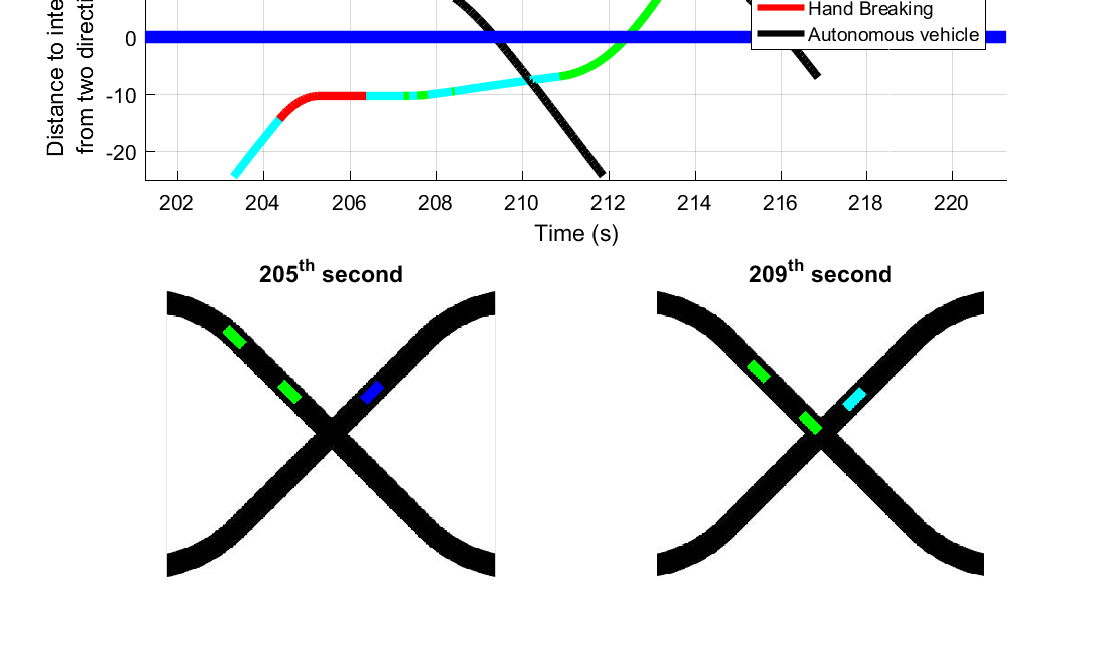 Distance to inte
from two directi
Hand Breaking
Autonomous vehicle
0
-10
-20
202 204 206 208 210 212 214 216 218 220
Time (s)
205th second
209th second